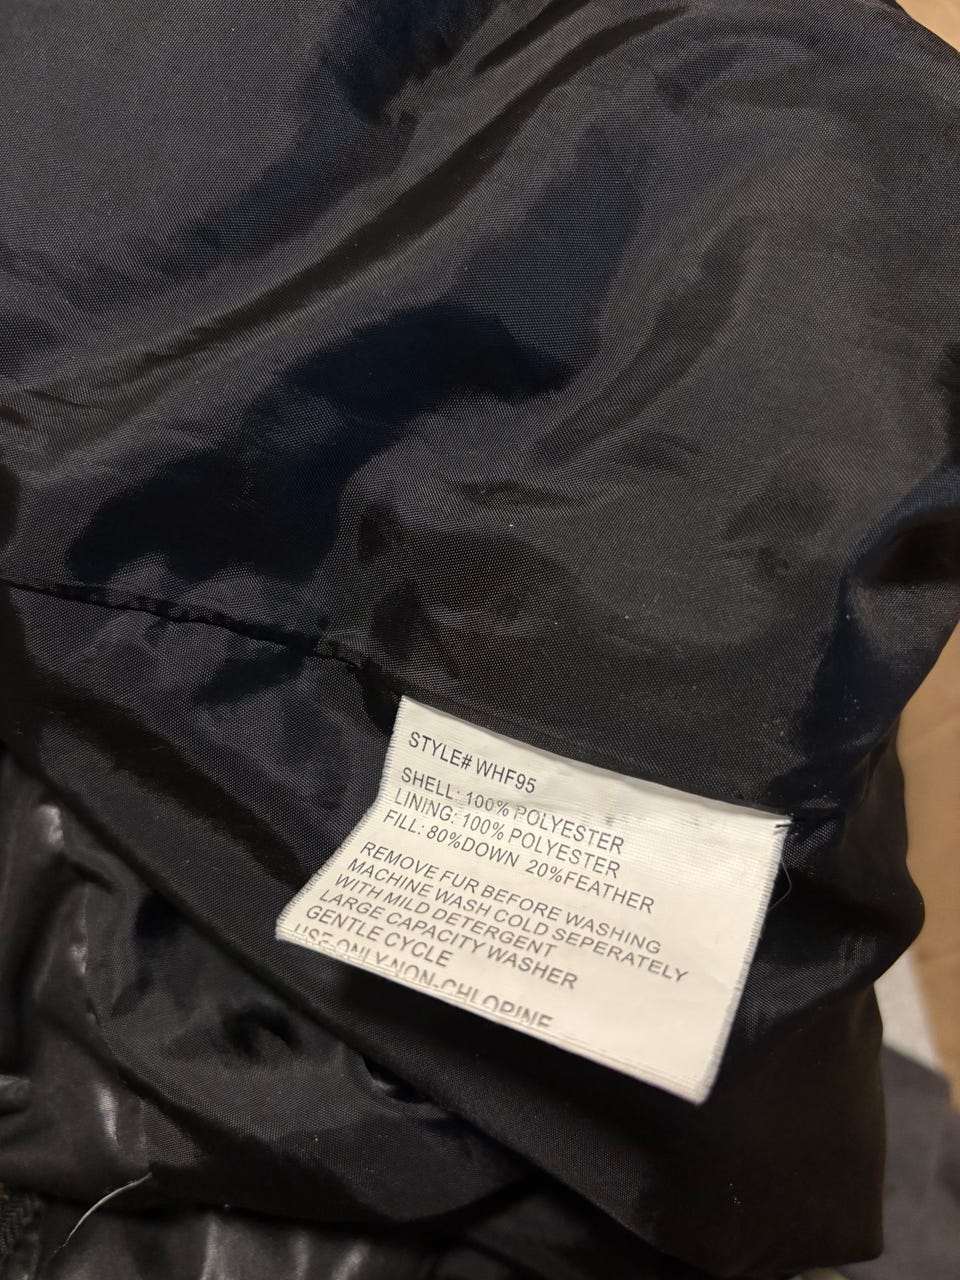 STYLE# WHF95
SHELL: 100% POLYESTER
LINING: 100% POLYESTER
FILL: 80%DOWN 20%FEATHER
REMOVE FUR BEFORE WASHING
MACHINE WASH COLD SEPERATELY
WITH MILD DETERGENT
LARGE CAPACITY WASHER
GENTLE CYCLE
USE ONLY NON-CHLORINE